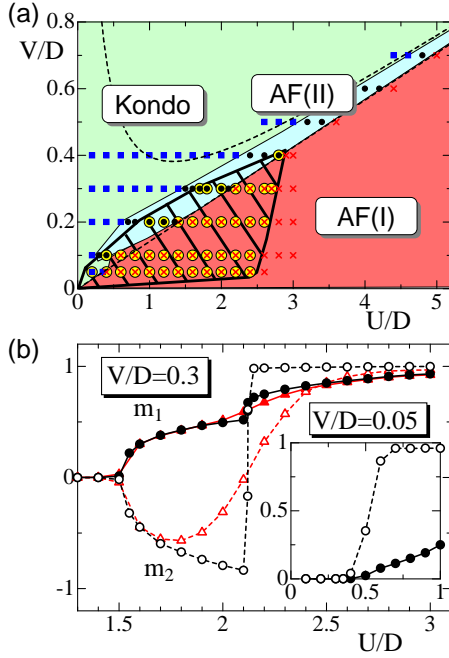 (a)
V/D
0.8
0.6
0.4
0.2
0
Kondo
AF(II)
AF(I)
0 1 2 3 4 5
U/D
(b)
1
0
-1
V/D=0.3
m1
m2
V/D=0.05
1
0.5
0
0 0.5 1
1.5 2 2.5 3
U/D